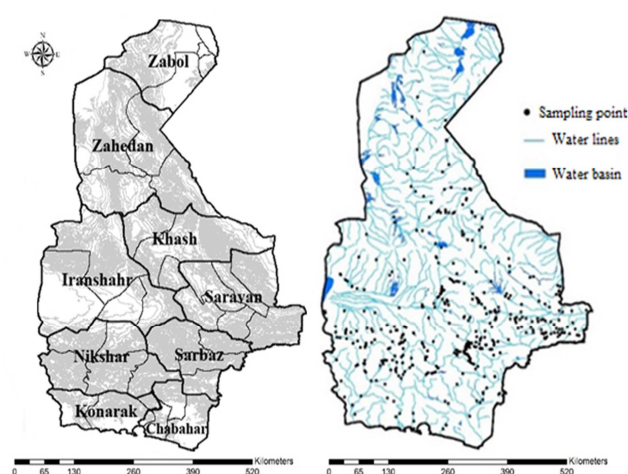 N
W
S
Zabol
Zahedan
Khash
Iranshahr
Sarayan
Nikshar
Sarbaz
Konarak
Chabahar
Kilometers
0 65 130 260 390 520
Sampling point
Water lines
Water basin
Kilometers
0 65 130 260 390 520